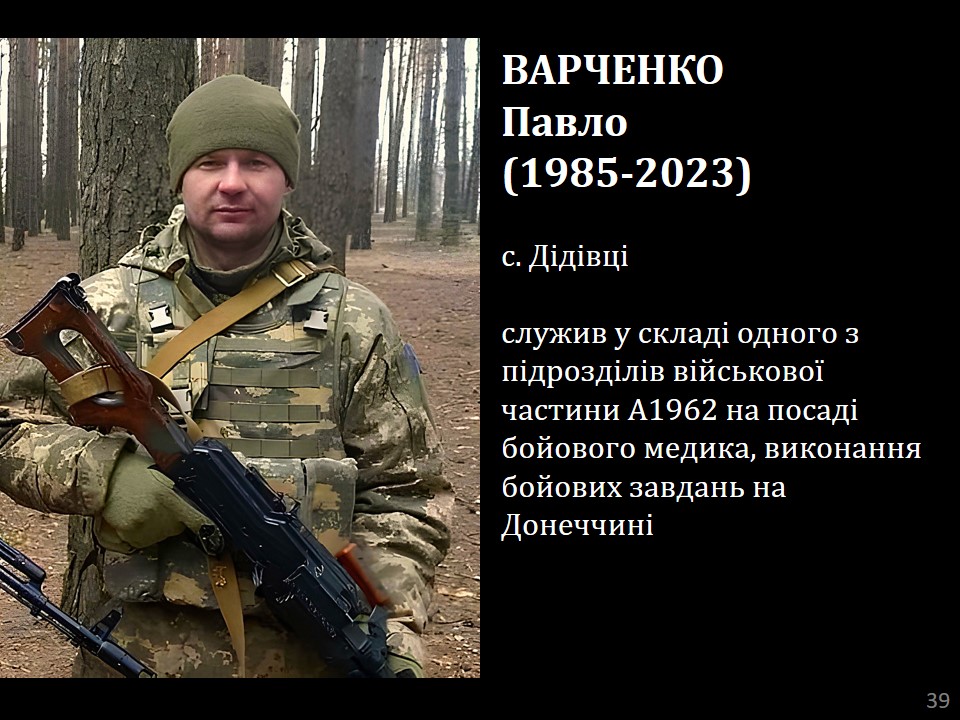 ВАРЧЕНКО
Павло
(1985-2023)
с. Дідівці
служив у складі одного з
підрозділів військової
частини А1962 на посаді
бойового медика, виконання
бойових завдань на
Донеччині
39